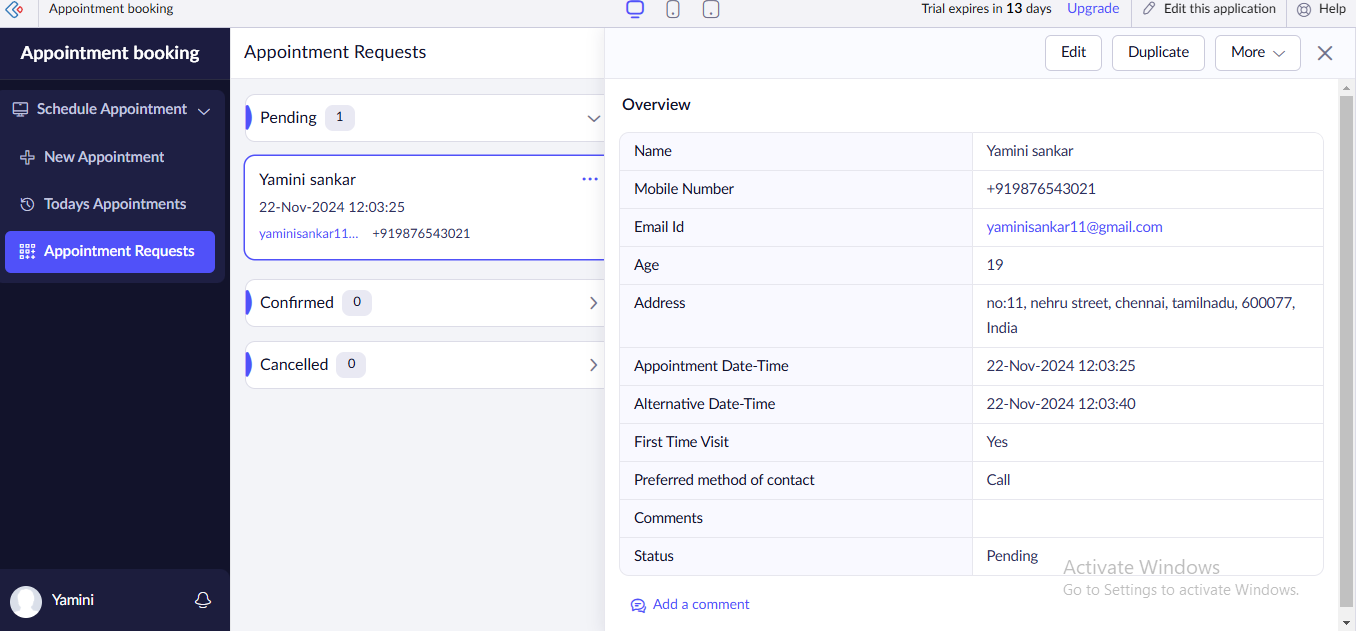 Appointment booking
Trial expires in 13 days
Upgrade
Edit this application
Help
Appointment booking
Schedule Appointment
New Appointment
Todays Appointments
Appointment Requests
Yamini
Appointment Requests
Pending 1
Yamini sankar
22-Nov-2024 12:03:25
yaminisankar11... +919876543021
Confirmed 0
Cancelled 0
Edit
Duplicate
More
Overview
Name Yamini sankar
Mobile Number +919876543021
Email Id yaminisankar11@gmail.com
Age 19
Address no:11, nehru street, chennai, tamilnadu, 600077,
India
Appointment Date-Time 22-Nov-2024 12:03:25
Alternative Date-Time 22-Nov-2024 12:03:40
First Time Visit Yes
Preferred method of contact Call
Comments
Status Pending
Add a comment
Activate Windows
Go to Settings to activate Windows.